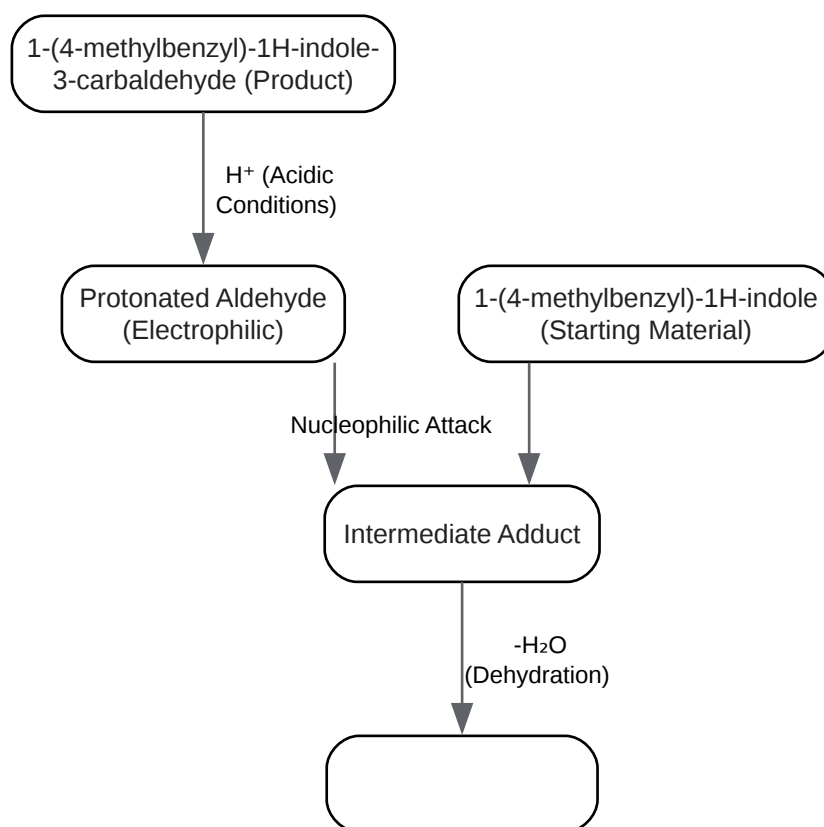 1-(4-methylbenzyl)-1H-indole-
3-carbaldehyde (Product)
H⁺ (Acidic
Conditions)
Protonated Aldehyde
(Electrophilic)
1-(4-methylbenzyl)-1H-indole
(Starting Material)
Nucleophilic Attack
Intermediate Adduct
-H₂O
(Dehydration)